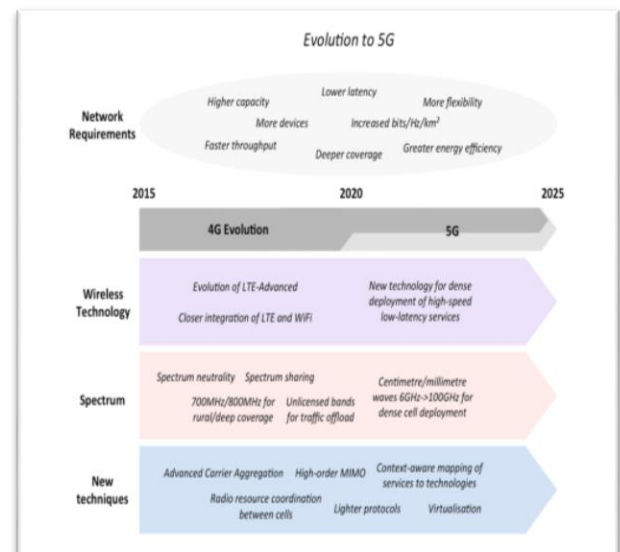 Evolution to 5G
Network
Requirements
Higher capacity
Lower latency
More flexibility
More devices
Increased bits/Hz/km²
Faster throughput
Deeper coverage
Greater energy efficiency
2015
2020
2025
4G Evolution
5G
Wireless
Technology
Evolution of LTE-Advanced
Closer integration of LTE and WiFi
New technology for dense
deployment of high-speed
low-latency services
Spectrum
Spectrum neutrality
Spectrum sharing
700MHz/800MHz for
rural/deep coverage
Unlicensed bands
for traffic offload
Centimetre/millimetre
waves 6GHz->100GHz for
dense cell deployment
New
techniques
Advanced Carrier Aggregation
High-order MIMO
Context-aware mapping of
services to technologies
Radio resource coordination
between cells
Lighter protocols
Virtualisation